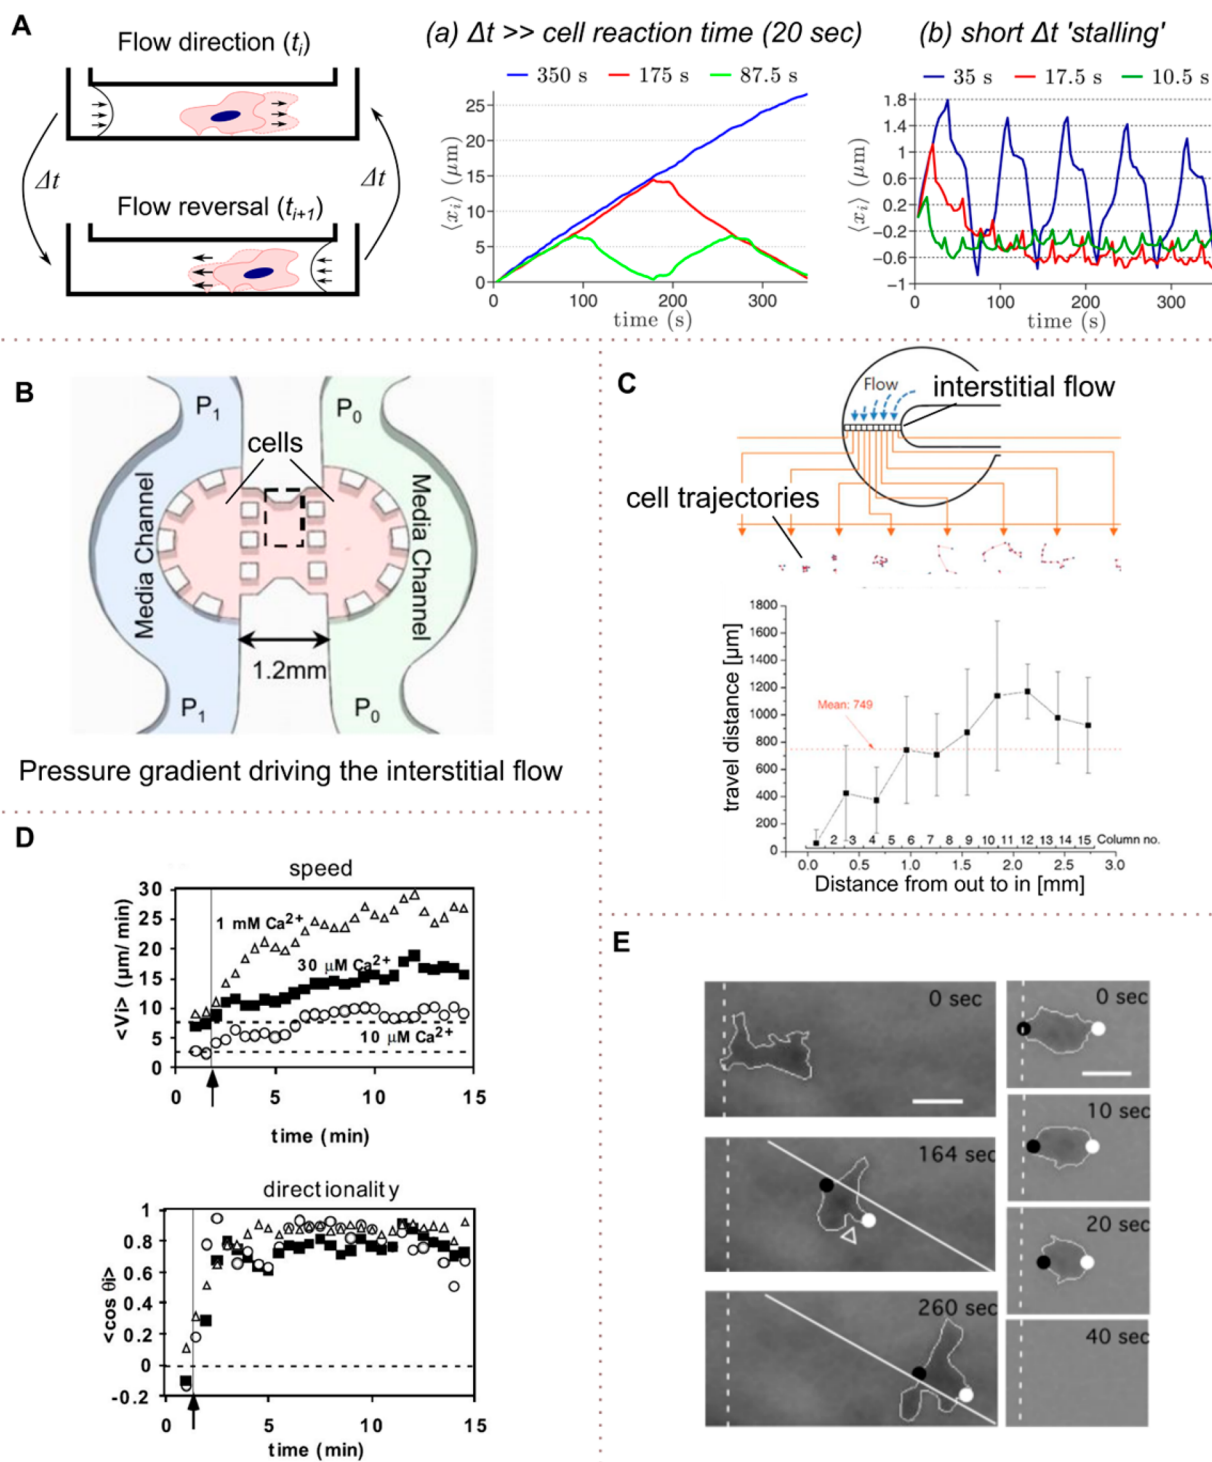 A
Flow direction (tᵢ)
Δt
Δt
Flow reversal (tᵢ₊₁)
(a) Δt >> cell reaction time (20 sec)
350 s
175 s
87.5 s
25
20
15
10
5
0
⟨xᵢ⟩ (μm)
0
100
200
300
time (s)
(b) short Δt 'stalling'
35 s
17.5 s
10.5 s
1.8
1.4
1
0.6
0.2
−0.2
−0.6
−1
⟨xᵢ⟩ (μm)
0
100
200
300
time (s)
B
P₁
P₀
cells
Media Channel
Media Channel
1.2mm
P₁
P₀
Pressure gradient driving the interstitial flow
C
Flow
interstitial flow
cell trajectories
1800
1600
1400
1200
1000
800
600
400
200
0
travel distance [μm]
Mean: 749
2 3 4 5 6 7 8 9 10 11 12 13 14 15 Column no.
0.0 0.5 1.0 1.5 2.0 2.5 3.0
Distance from out to in [mm]
D
speed
30
25
20
15
10
5
0
<Vi> (μm/ min)
1 mM Ca²⁺
30 μM Ca²⁺
10 μM Ca²⁺
0 5 10 15
time (min)
directionality
1
0.8
0.6
0.4
0.2
0
-0.2
<cos θi>
0 5 10 15
time (min)
E
0 sec
164 sec
260 sec
0 sec
10 sec
20 sec
40 sec